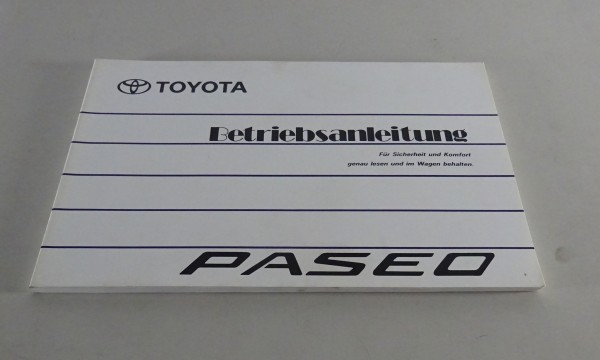 TOYOTA
Betriebsanleitung
Für Sicherheit und Komfort
genau lesen und im Wagen behalten.
PASEO